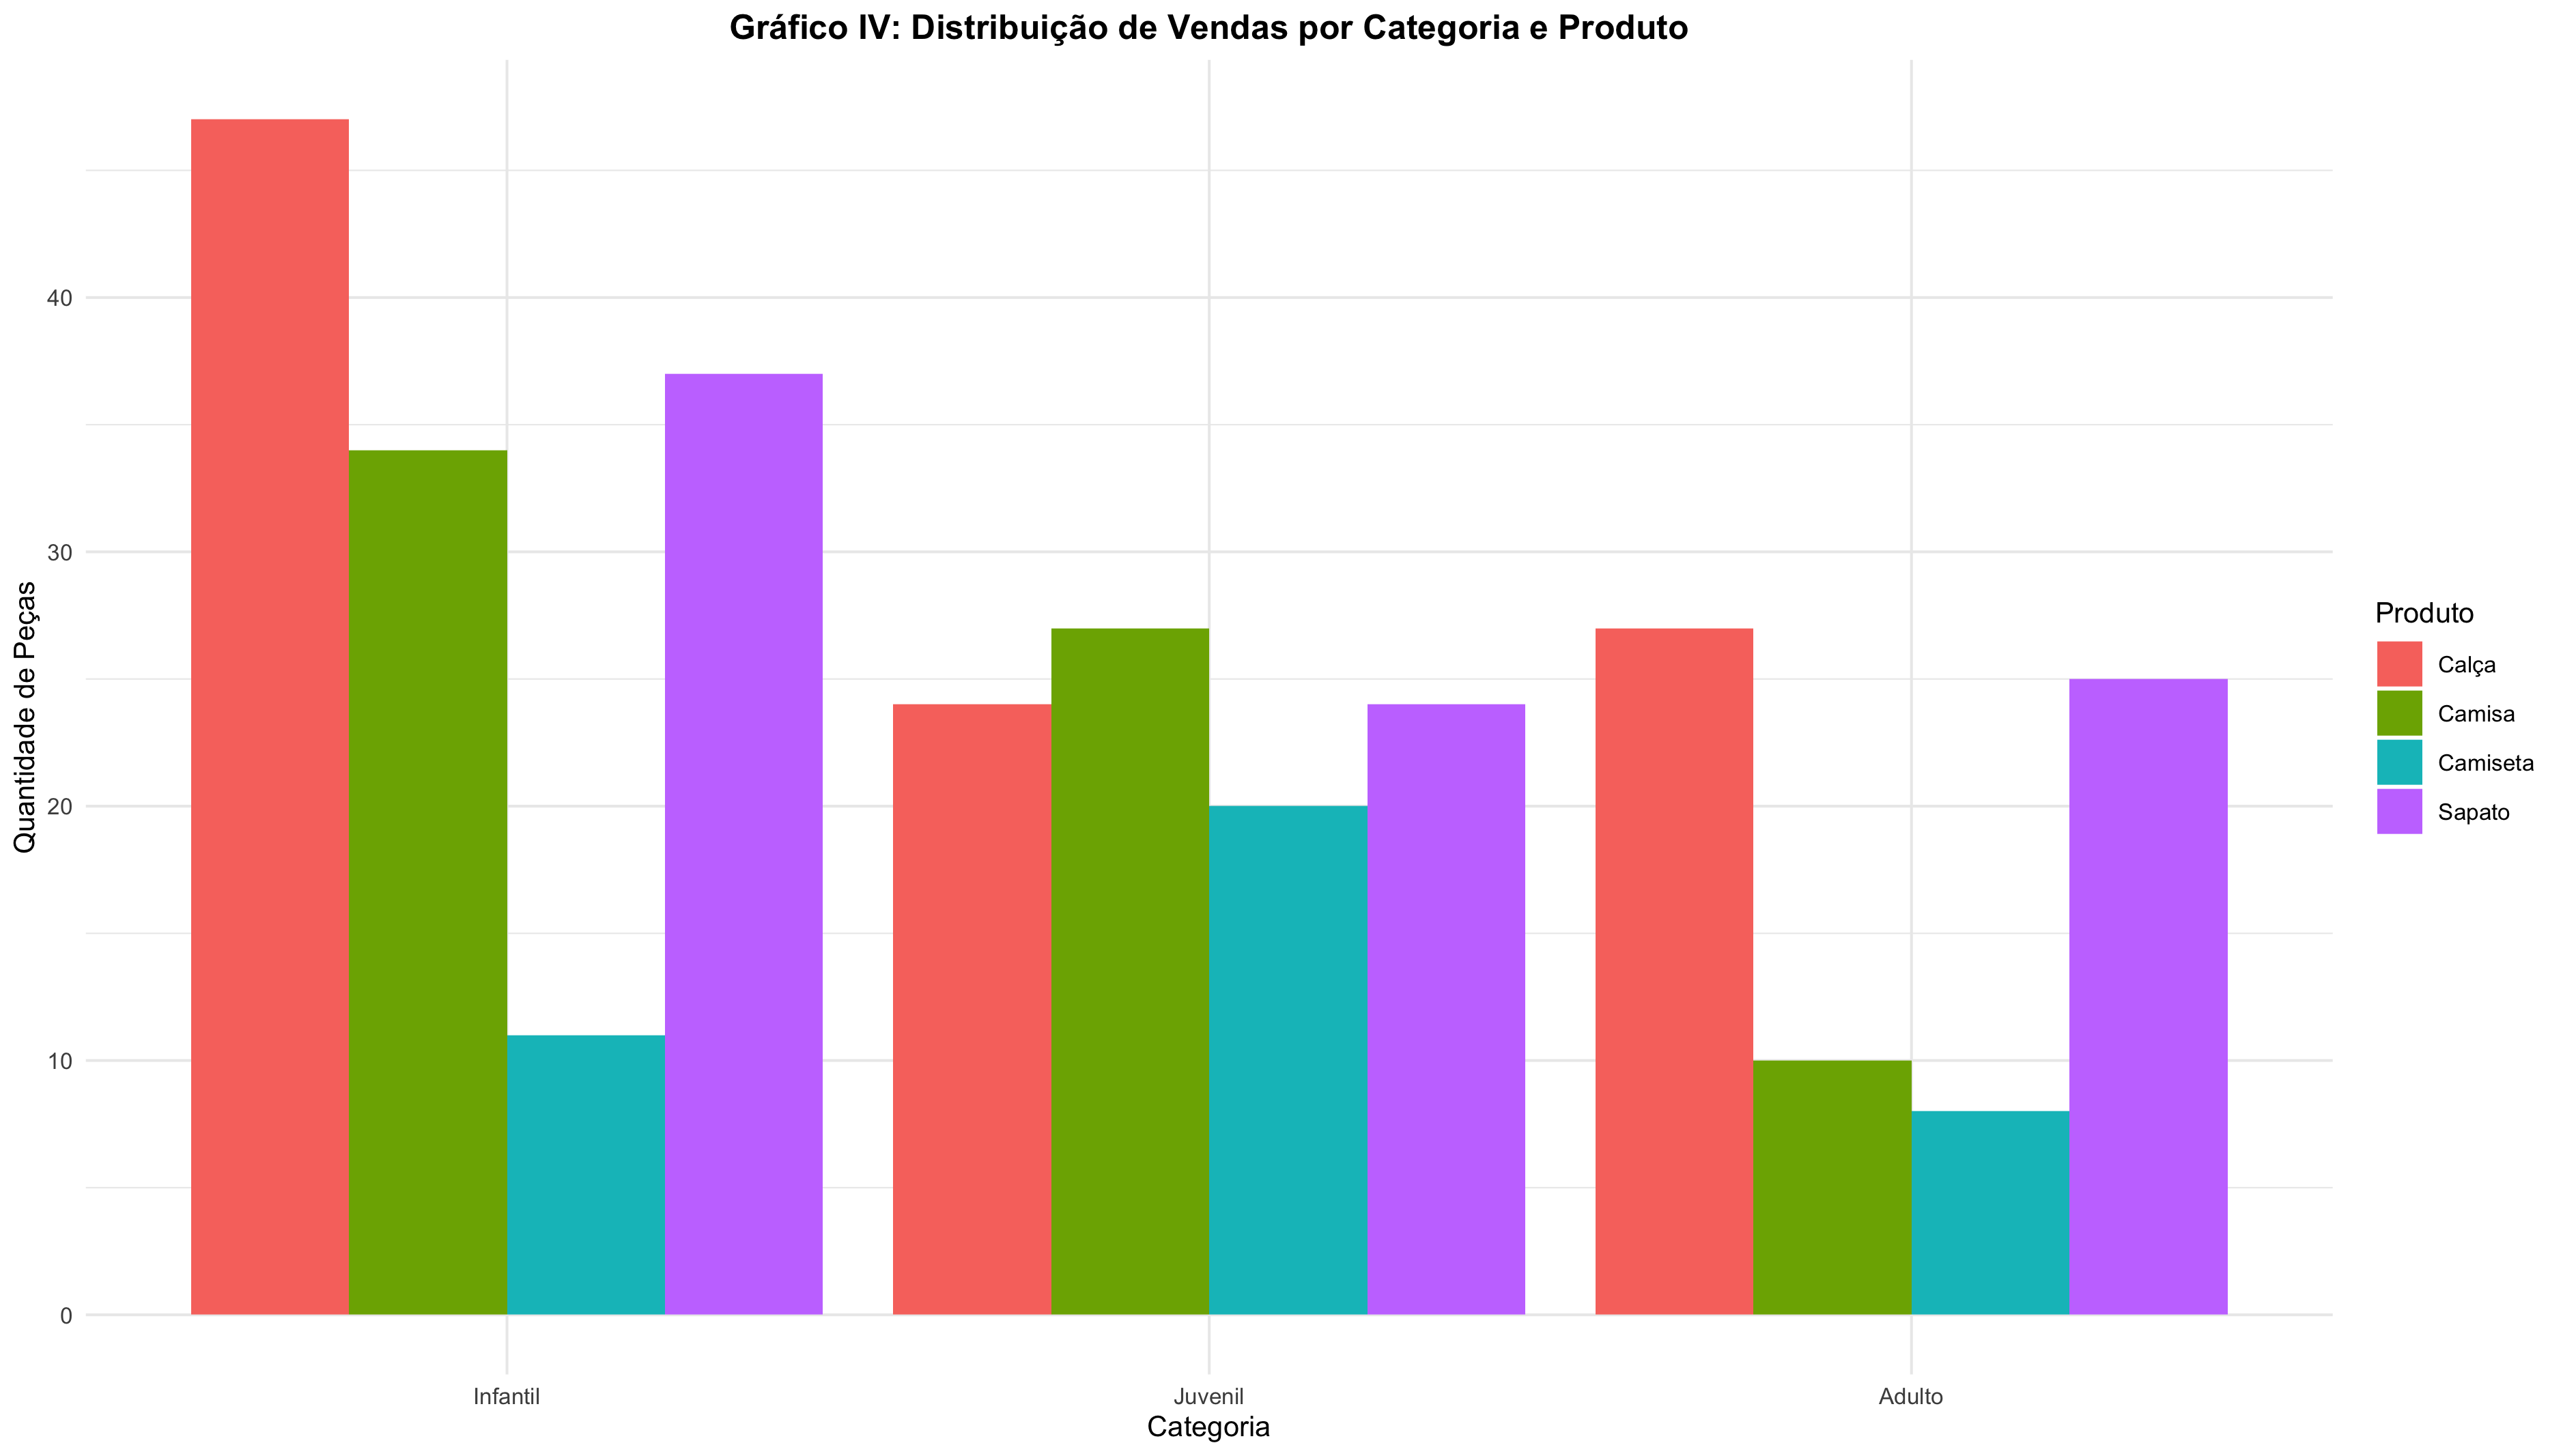 Gráfico IV: Distribuição de Vendas por Categoria e Produto
Quantidade de Peças
40
30
20
10
0
Infantil
Juvenil
Adulto
Categoria
Produto
Calça
Camisa
Camiseta
Sapato